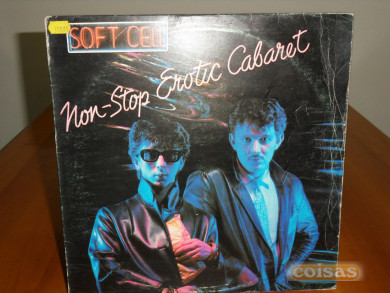 SOFT CELL
Non-Stop Erotic Cabaret
coisas